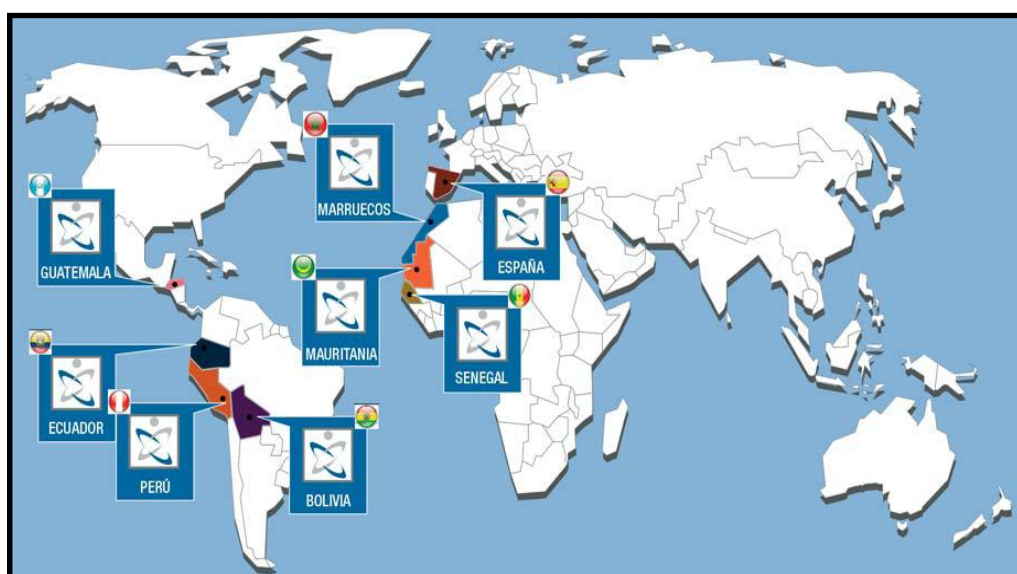 MARRUECOS
GUATEMALA
ESPAÑA
MAURITANIA
SENEGAL
ECUADOR
PERÚ
BOLIVIA